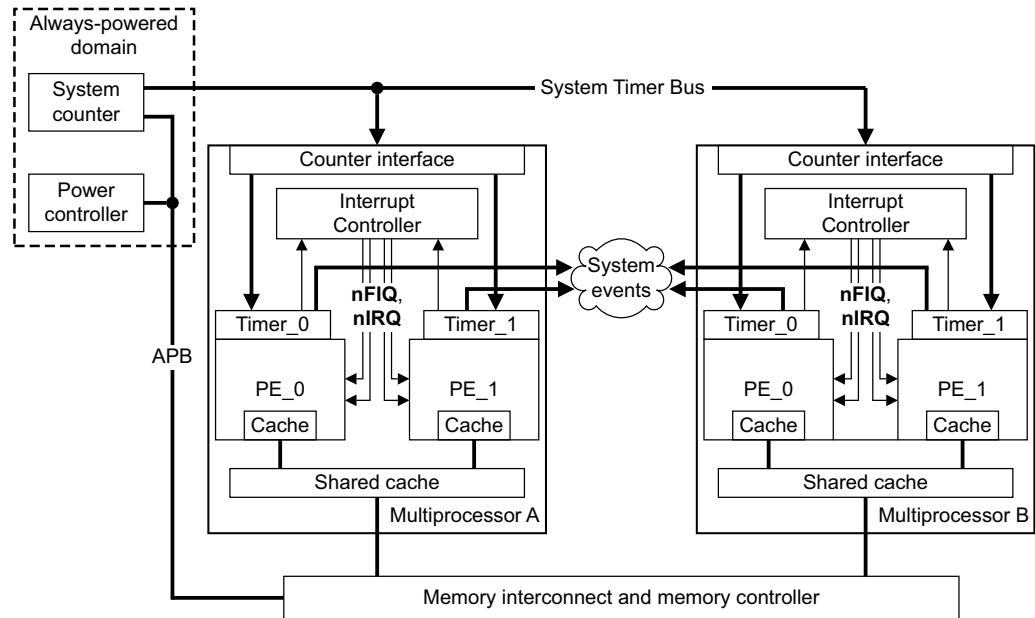 Always-powered
domain
System
counter
Power
controller
System Timer Bus
APB
Counter interface
Interrupt
Controller
nFIQ,
nIRQ
Timer_0
Timer_1
PE_0
PE_1
Cache
Cache
Shared cache
Multiprocessor A
System
events
Counter interface
Interrupt
Controller
nFIQ,
nIRQ
Timer_0
Timer_1
PE_0
PE_1
Cache
Cache
Shared cache
Multiprocessor B
Memory interconnect and memory controller